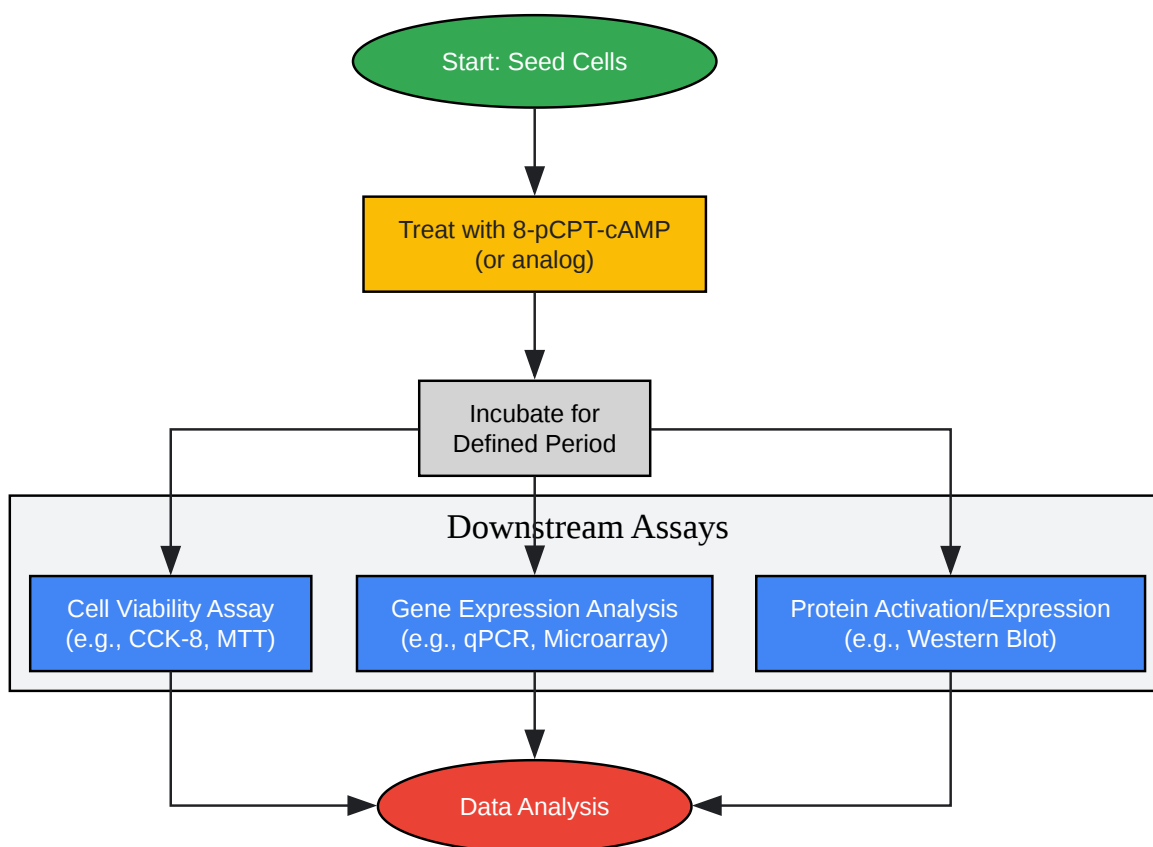 Start: Seed Cells
Treat with 8-pCPT-cAMP
(or analog)
Incubate for
Defined Period
Downstream Assays
Cell Viability Assay
(e.g., CCK-8, MTT)
Gene Expression Analysis
(e.g., qPCR, Microarray)
Protein Activation/Expression
(e.g., Western Blot)
Data Analysis